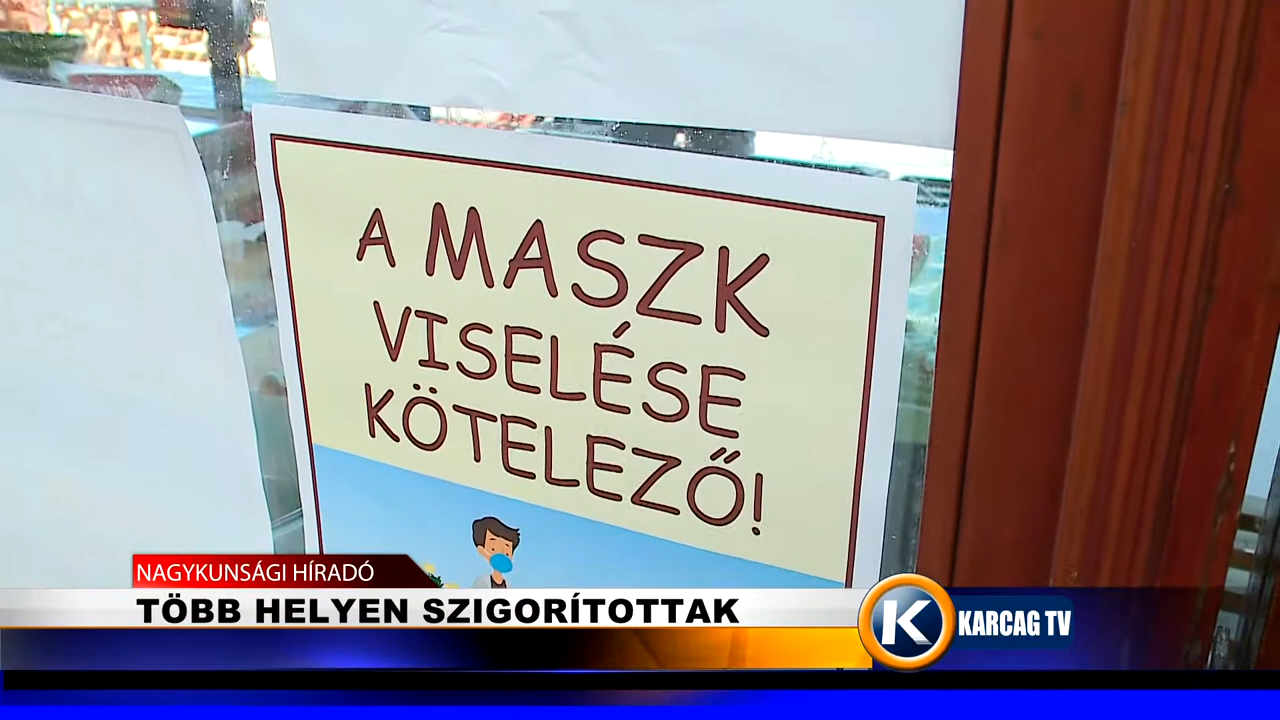 A MASZK
VISELÉSE
KÖTELEZŐ!
NAGYKUNSÁGI HÍRADÓ
TÖBB HELYEN SZIGORÍTOTTAK
K KARCAG TV